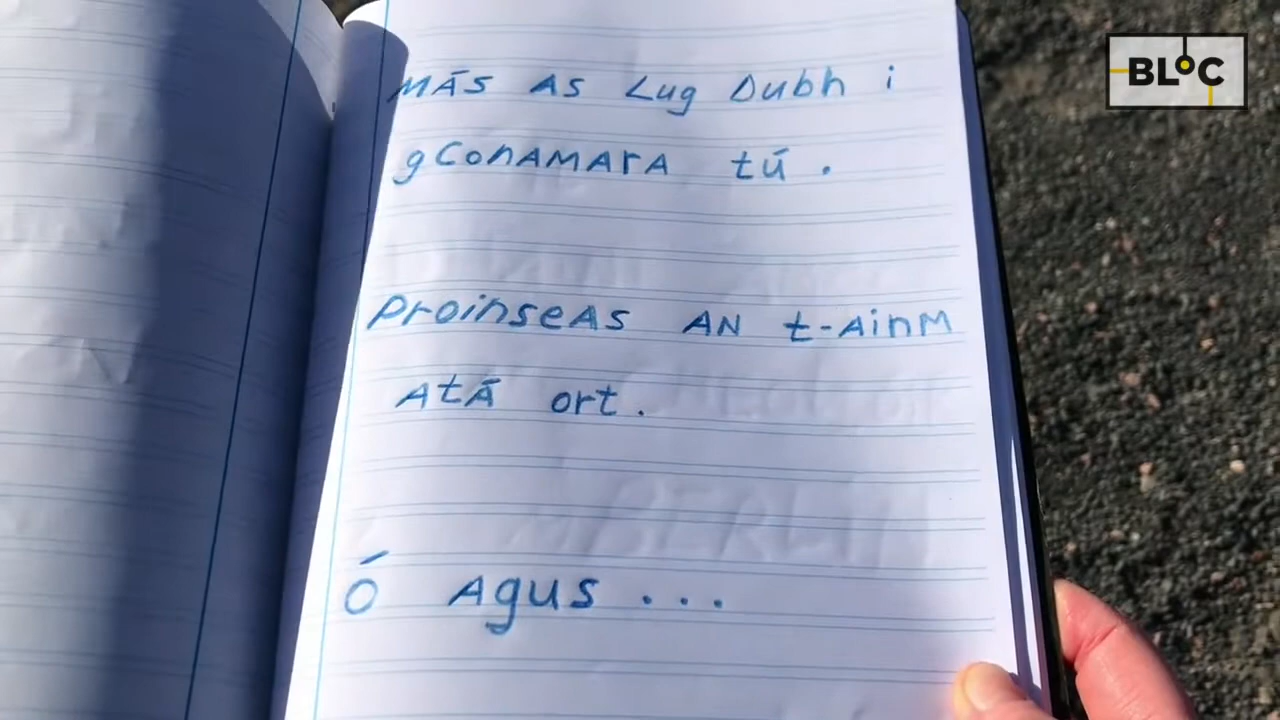 MÁS AS Lug Dubh i
gConAMARA tú.
Proinseas AN t-AinM
Atá ort.
Ó Agus...
BLOC